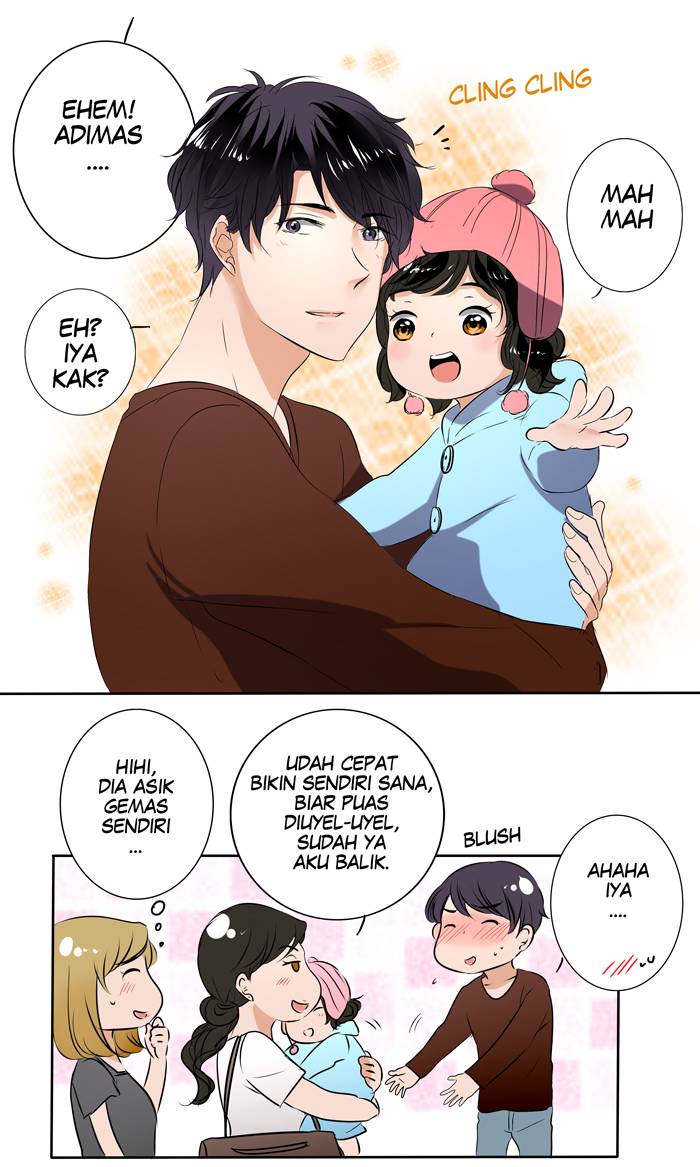 EHEM!
ADIMAS
....
CLING CLING
MAH
MAH
EH?
IYA
KAK?
HIHI,
DIA ASIK
GEMAS
SENDIRI
...
UDAH CEPAT
BIKIN SENDIRI SANA,
BIAR PUAS
DIUYEL-UYEL,
SUDAH YA
AKU BALIK.
BLUSH
AHAHA
IYA
....